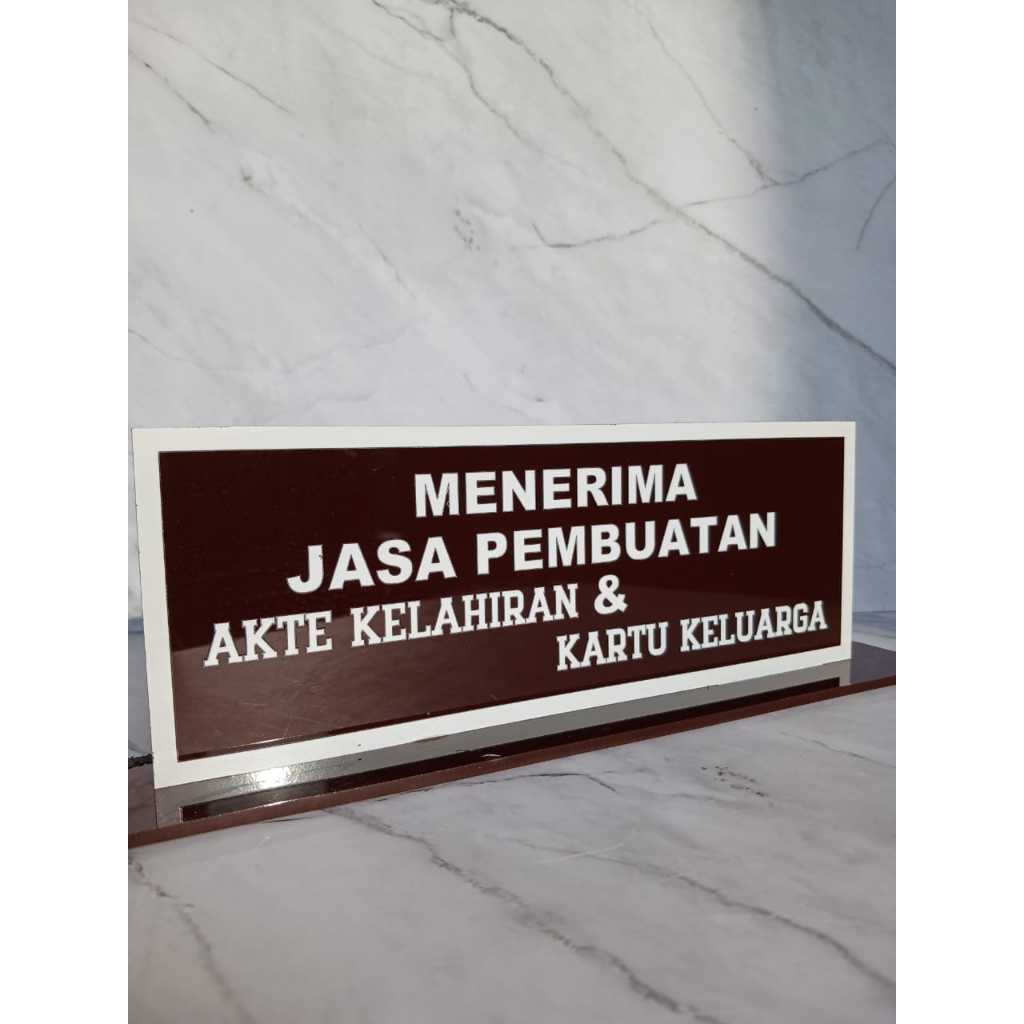 MENERIMA
JASA PEMBUATAN
AKTE KELAHIRAN &
KARTU KELUARGA